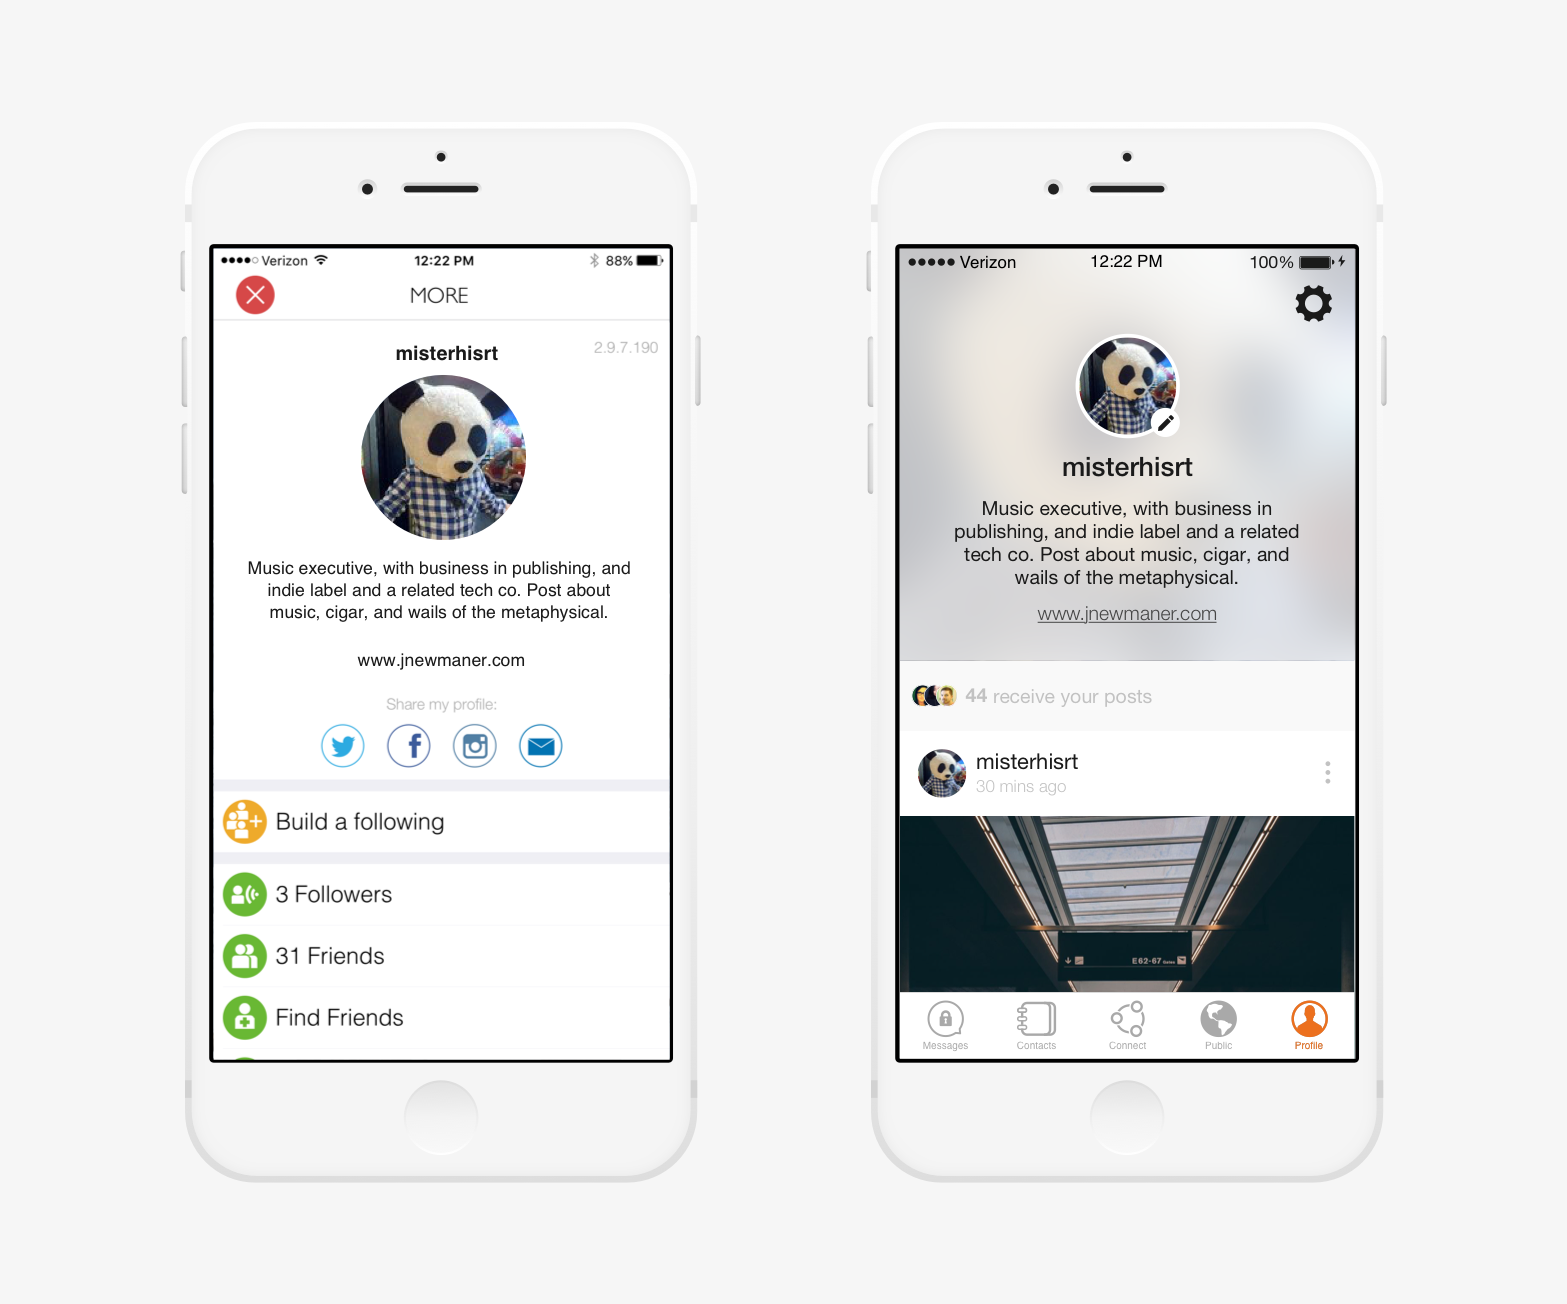 Verizon 12:22 PM 88%
MORE
misterhisrt
2.9.7.190
Music executive, with business in publishing, and
indie label and a related tech co. Post about
music, cigar, and wails of the metaphysical.
www.jnewmaner.com
Share my profile:
Build a following
3 Followers
31 Friends
Find Friends
Verizon 12:22 PM 100%
misterhisrt
Music executive, with business in
publishing, and indie label and a related
tech co. Post about music, cigar, and
wails of the metaphysical.
www.jnewmaner.com
44 receive your posts
misterhisrt
30 mins ago
E62-67 Gates
Messages Contacts Connect Public Profile